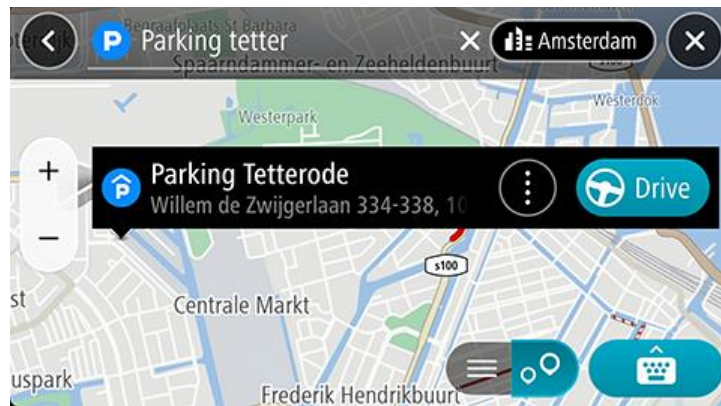 Begraafplaats St Barbara
P Parking tetter
Amsterdam
Spaarndammer- en Zeeheldenbuurt
Westerpark
Westerdok
Parking Tetterode
Willem de Zwijgerlaan 334-338, 10
Drive
s100
Centrale Markt
st
uspark
Frederik Hendrikbuurt